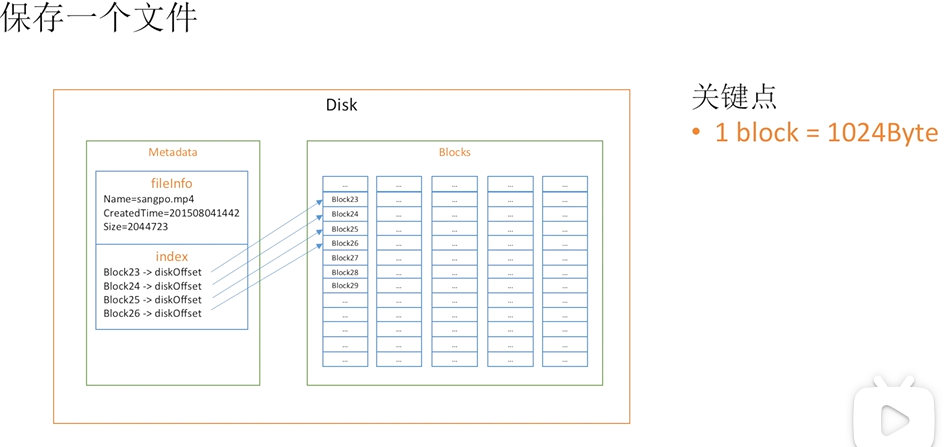 保存一个文件
Disk
关键点
• 1 block = 1024Byte
Metadata
fileInfo
Name=sangpo.mp4
CreatedTime=201508041442
Size=2044723
index
Block23 -> diskOffset
Block24 -> diskOffset
Block25 -> diskOffset
Block26 -> diskOffset
Blocks
... ... ... ... ...
Block23 ... ... ... ...
Block24 ... ... ... ...
Block25 ... ... ... ...
Block26 ... ... ... ...
Block27 ... ... ... ...
Block28 ... ... ... ...
Block29 ... ... ... ...
... ... ... ... ...
... ... ... ... ...
... ... ... ... ...
... ... ... ... ...
... ... ... ... ...